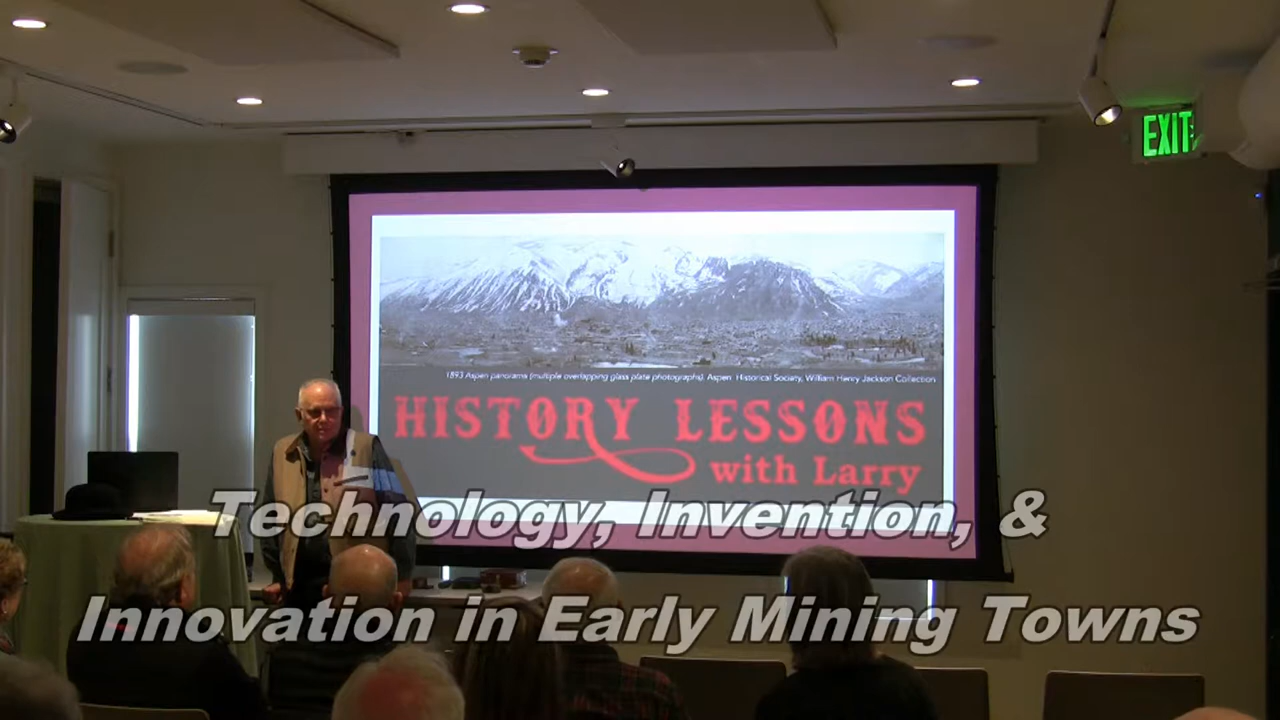 EXIT
1893 Aspen panorama (multiple overlapping glass plate photographs). Aspen Historical Society, William Henry Jackson Collection
HISTORY LESSONS
with Larry
Technology, Invention, &
Innovation in Early Mining Towns